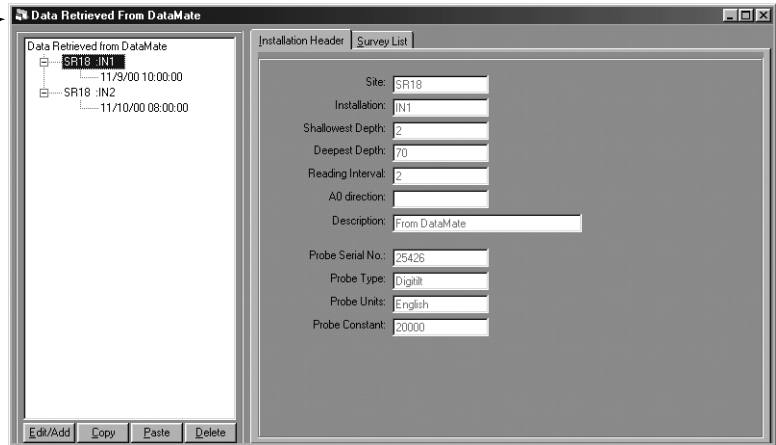 Data Retrieved From DataMate
Data Retrieved from DataMate
SR18 :IN1
11/9/00 10:00:00
SR18 :IN2
11/10/00 08:00:00
Edit/Add Copy Paste Delete
Installation Header Survey List
Site: SR18
Installation: IN1
Shallowest Depth: 2
Deepest Depth: 70
Reading Interval: 2
A0 direction:
Description: From DataMate
Probe Serial No.: 25426
Probe Type: Digitilt
Probe Units: English
Probe Constant: 20000